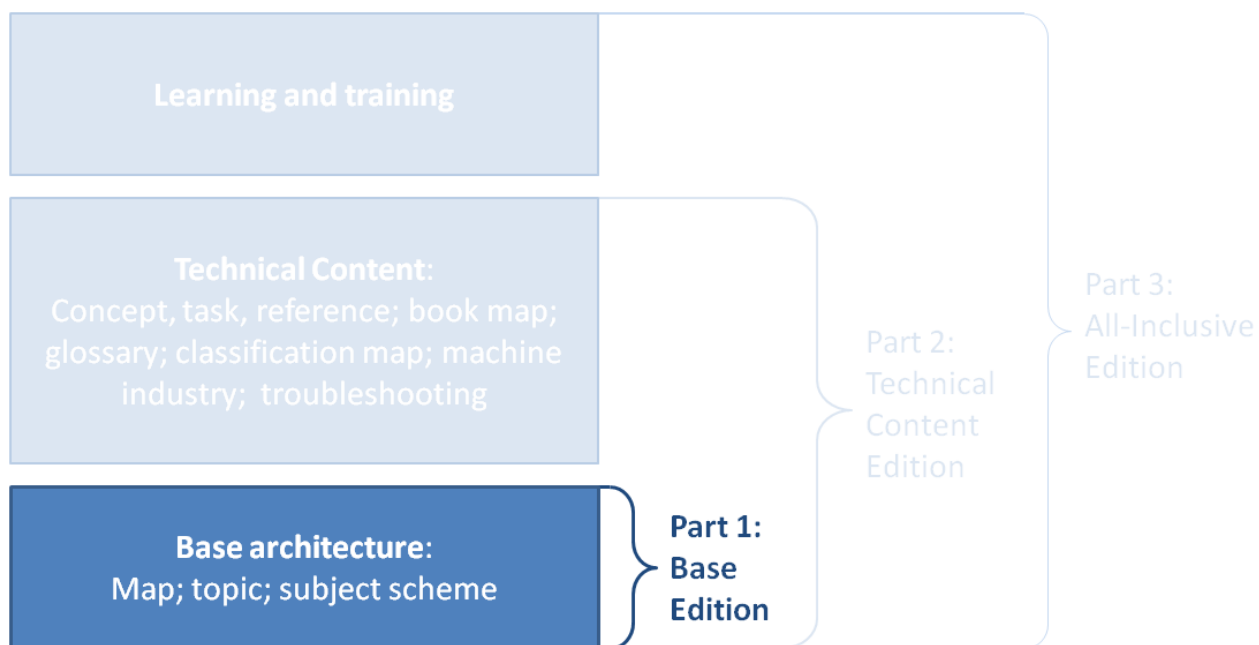 Learning and training
Technical Content:
Concept, task, reference; book map;
glossary; classification map; machine
industry; troubleshooting
Base architecture:
Map; topic; subject scheme
Part 1:
Base
Edition
Part 2:
Technical
Content
Edition
Part 3:
All-Inclusive
Edition